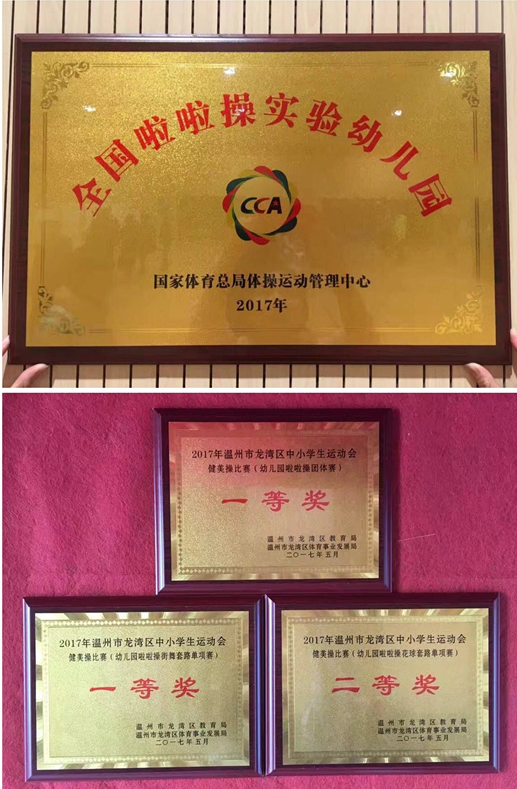 全国啦啦操实验幼儿园
CCA
国家体育总局体操运动管理中心
2017年
2017年温州市龙湾区中小学生运动会
健美操比赛（幼儿园啦啦操团体赛）
一等奖
温州市龙湾区教育局
温州市龙湾区体育事业发展局
二〇一七年五月
2017年温州市龙湾区中小学生运动会
健美操比赛（幼儿园啦啦操街舞套路单项赛）
一等奖
温州市龙湾区教育局
温州市龙湾区体育事业发展局
二〇一七年五月
2017年温州市龙湾区中小学生运动会
健美操比赛（幼儿园啦啦操花球套路单项赛）
二等奖
温州市龙湾区教育局
温州市龙湾区体育事业发展局
二〇一七年五月